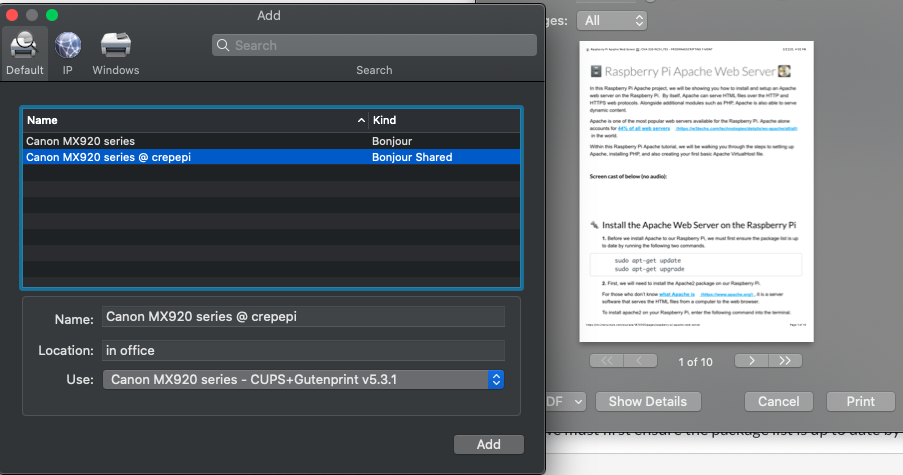 Add
Default
IP
Windows
Search
Search
Name
Kind
Canon MX920 series
Bonjour
Canon MX920 series @ crepepi
Bonjour Shared
Name:
Canon MX920 series @ crepepi
Location:
in office
Use:
Canon MX920 series - CUPS+Gutenprint v5.3.1
Add
ges:
All
Raspberry Pi Apache Web Server
In this Raspberry Pi Apache project, we will be showing you how to install and setup an Apache
web server on the Raspberry Pi. By itself, Apache can serve HTML files over the HTTP and
HTTPS web protocols. Alongside additional modules such as PHP, Apache is also able to serve
dynamic content.
Apache is one of the most popular web servers available for the Raspberry Pi. Apache alone
accounts for 44% of all web servers
in the world.
Within this Raspberry Pi Apache tutorial, we will be walking you through the steps to setting up
Apache, installing PHP, and also creating your first basic Apache VirtualHost file.
Screen cast of below (no audio):
Install the Apache Web Server on the Raspberry Pi
1. Before we install Apache to our Raspberry Pi, we must first ensure the package list is up
to date by running the following two commands.
sudo apt-get update
sudo apt-get upgrade
2. First, we will need to install the Apache2 package on our Raspberry Pi.
For those who don't know what Apache is (https://www.apache.org/), it is a server
software that serves the HTML files from a computer to the web browser.
To install apache2 on your Raspberry Pi, enter the following command into the terminal.
<< < 1 of 10 > >>
DF
Show Details
Cancel
Print
ve must first ensure the package list is up to date by